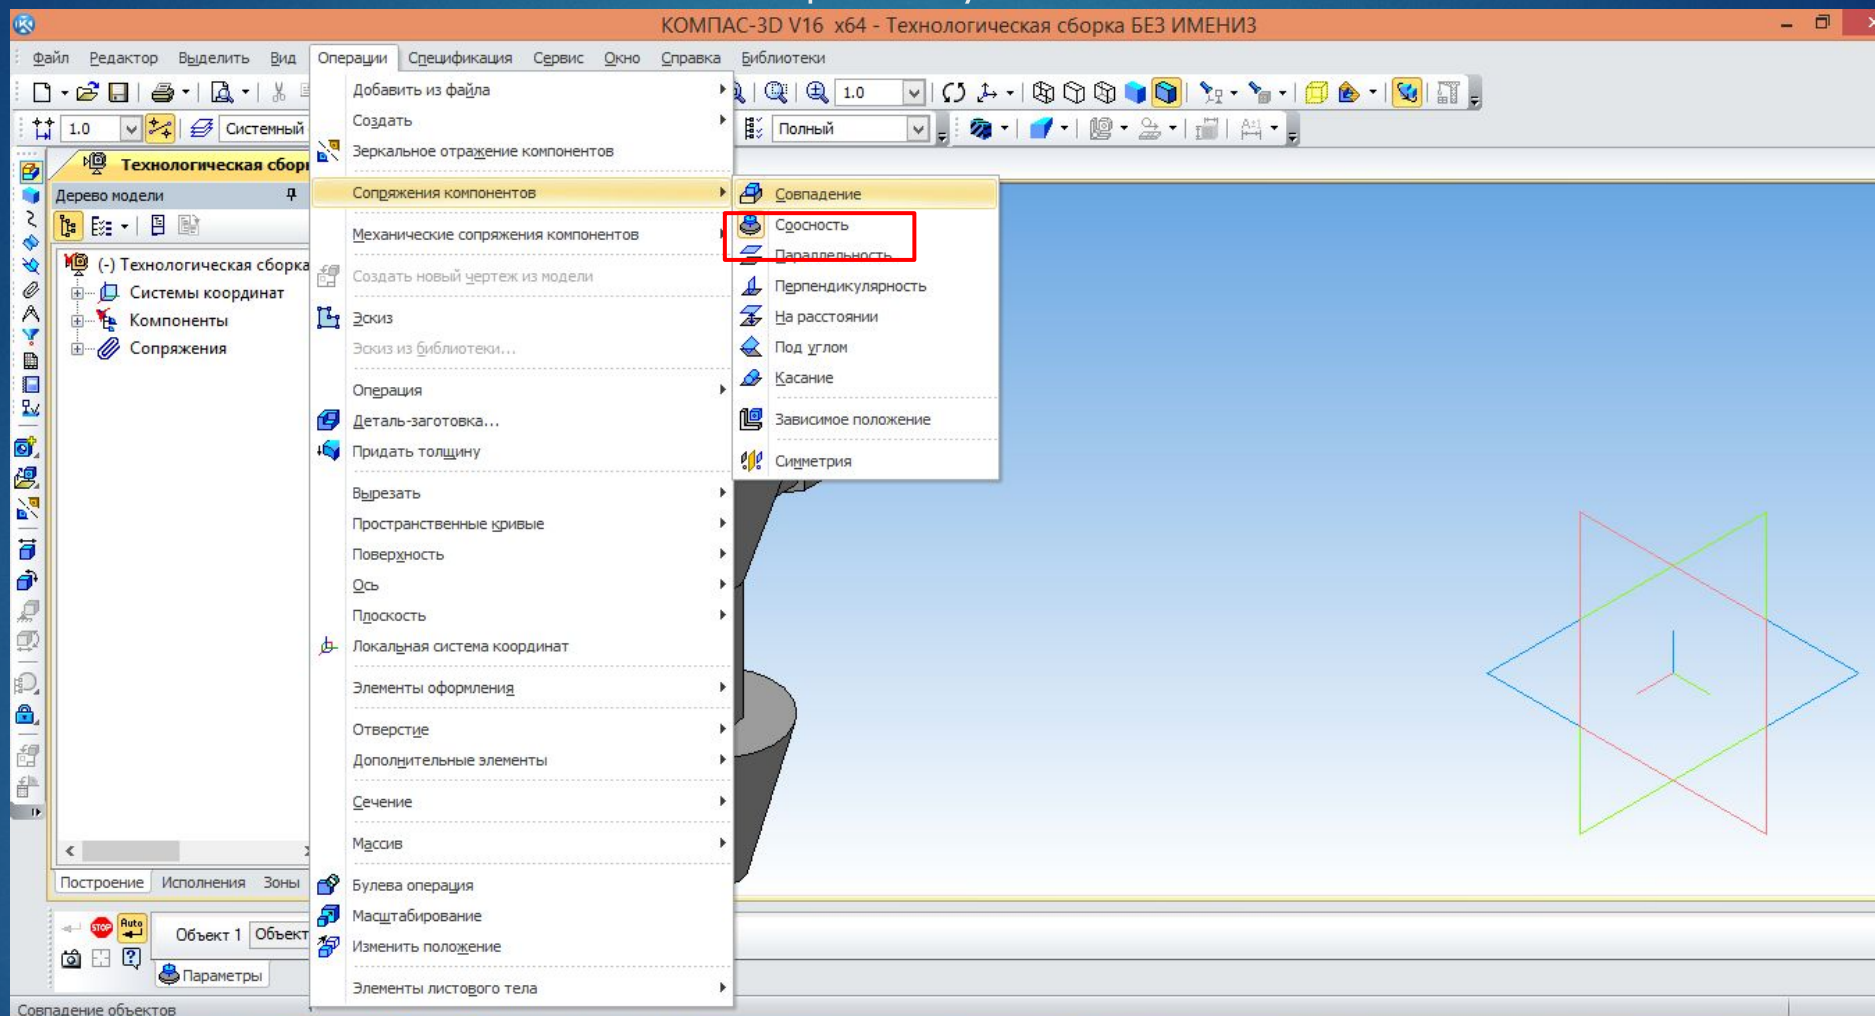 КОМПАС-3D V16 x64 - Технологическая сборка БЕЗ ИМЕНИ3
Файл Редактор Выделить Вид Операции Спецификация Сервис Окно Справка Библиотеки
1.0
1.0 Системный Полный
Технологическая сбор
Дерево модели
(-) Технологическая сборка
Системы координат
Компоненты
Сопряжения
Построение Исполнения Зоны
Добавить из файла
Создать
Зеркальное отражение компонентов
Сопряжения компонентов
Механические сопряжения компонентов
Создать новый чертеж из модели
Эскиз
Эскиз из библиотеки...
Операция
Деталь-заготовка...
Придать толщину
Вырезать
Пространственные кривые
Поверхность
Ось
Плоскость
Локальная система координат
Элементы оформления
Отверстие
Дополнительные элементы
Сечение
Массив
Булева операция
Масштабирование
Изменить положение
Элементы листового тела
Совпадение
Соосность
Параллельность
Перпендикулярность
На расстоянии
Под углом
Касание
Зависимое положение
Симметрия
STOP Auto
Объект 1 Объект
Параметры
Совпадение объектов